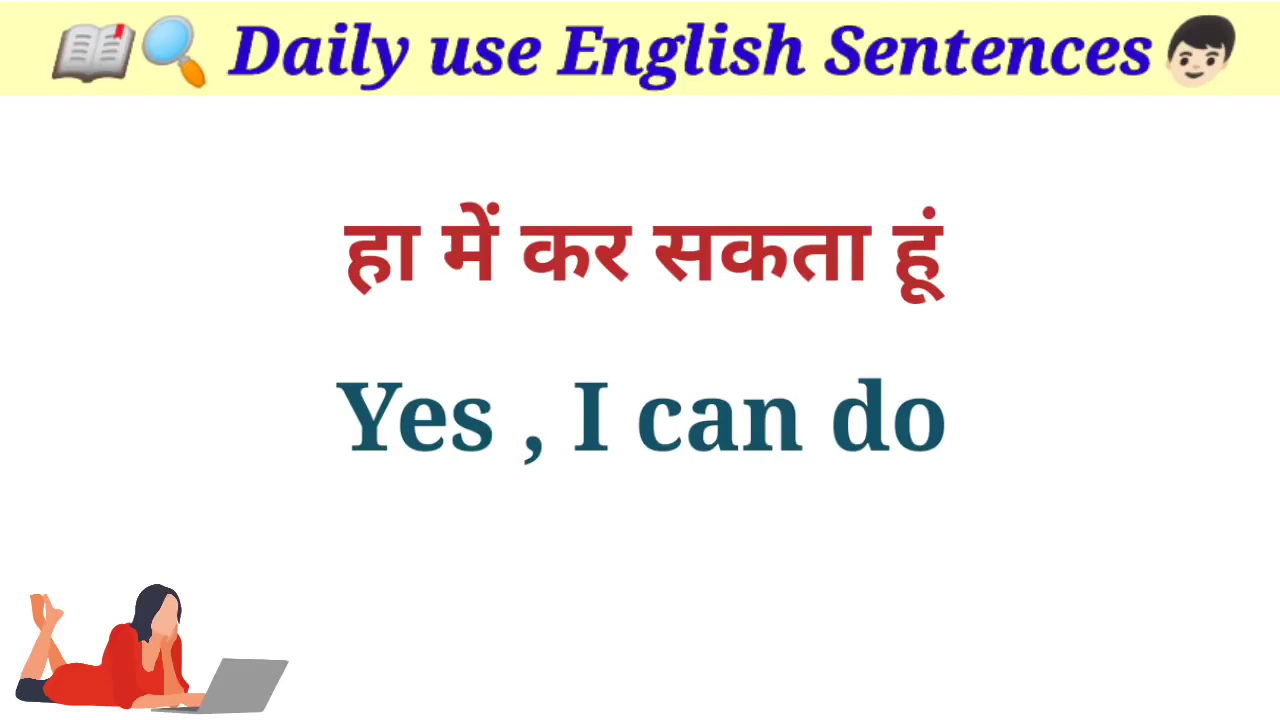 Daily use English Sentences
हा में कर सकता हूं
Yes , I can do